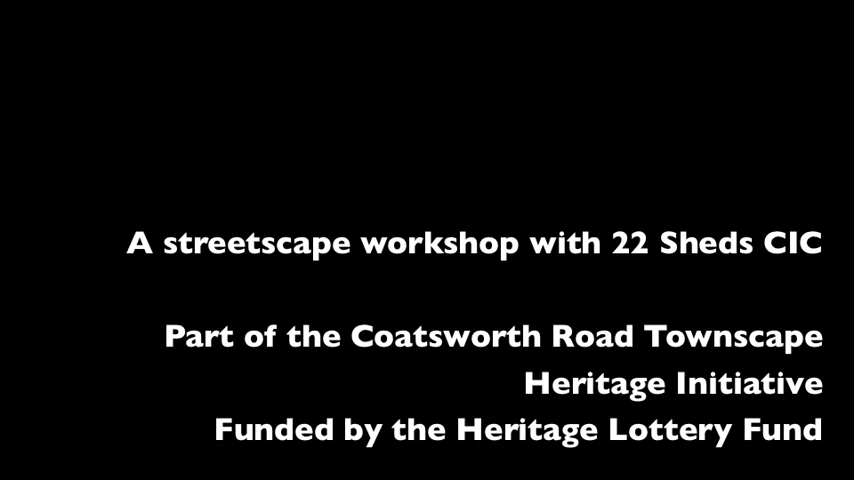 A streetscape workshop with 22 Sheds CIC
Part of the Coatsworth Road Townscape
Heritage Initiative
Funded by the Heritage Lottery Fund